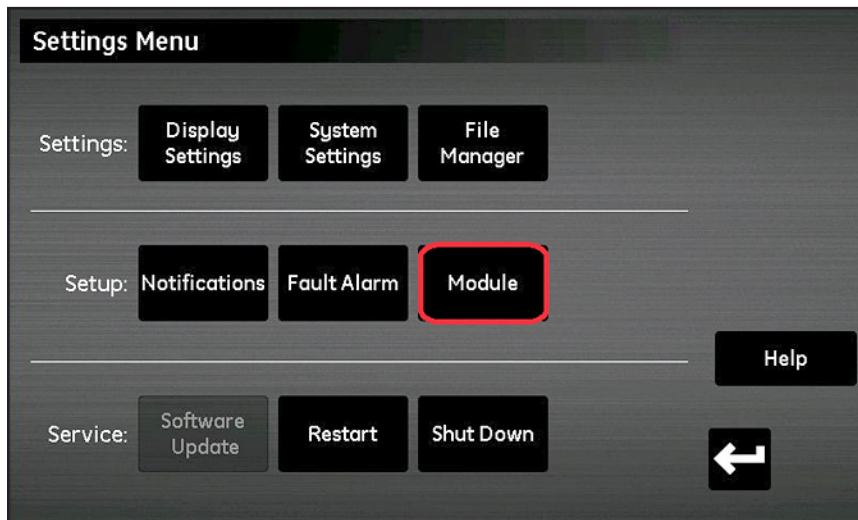 Settings Menu
Settings:
Display
Settings
System
Settings
File
Manager
Setup:
Notifications
Fault Alarm
Module
Help
Service:
Software
Update
Restart
Shut Down